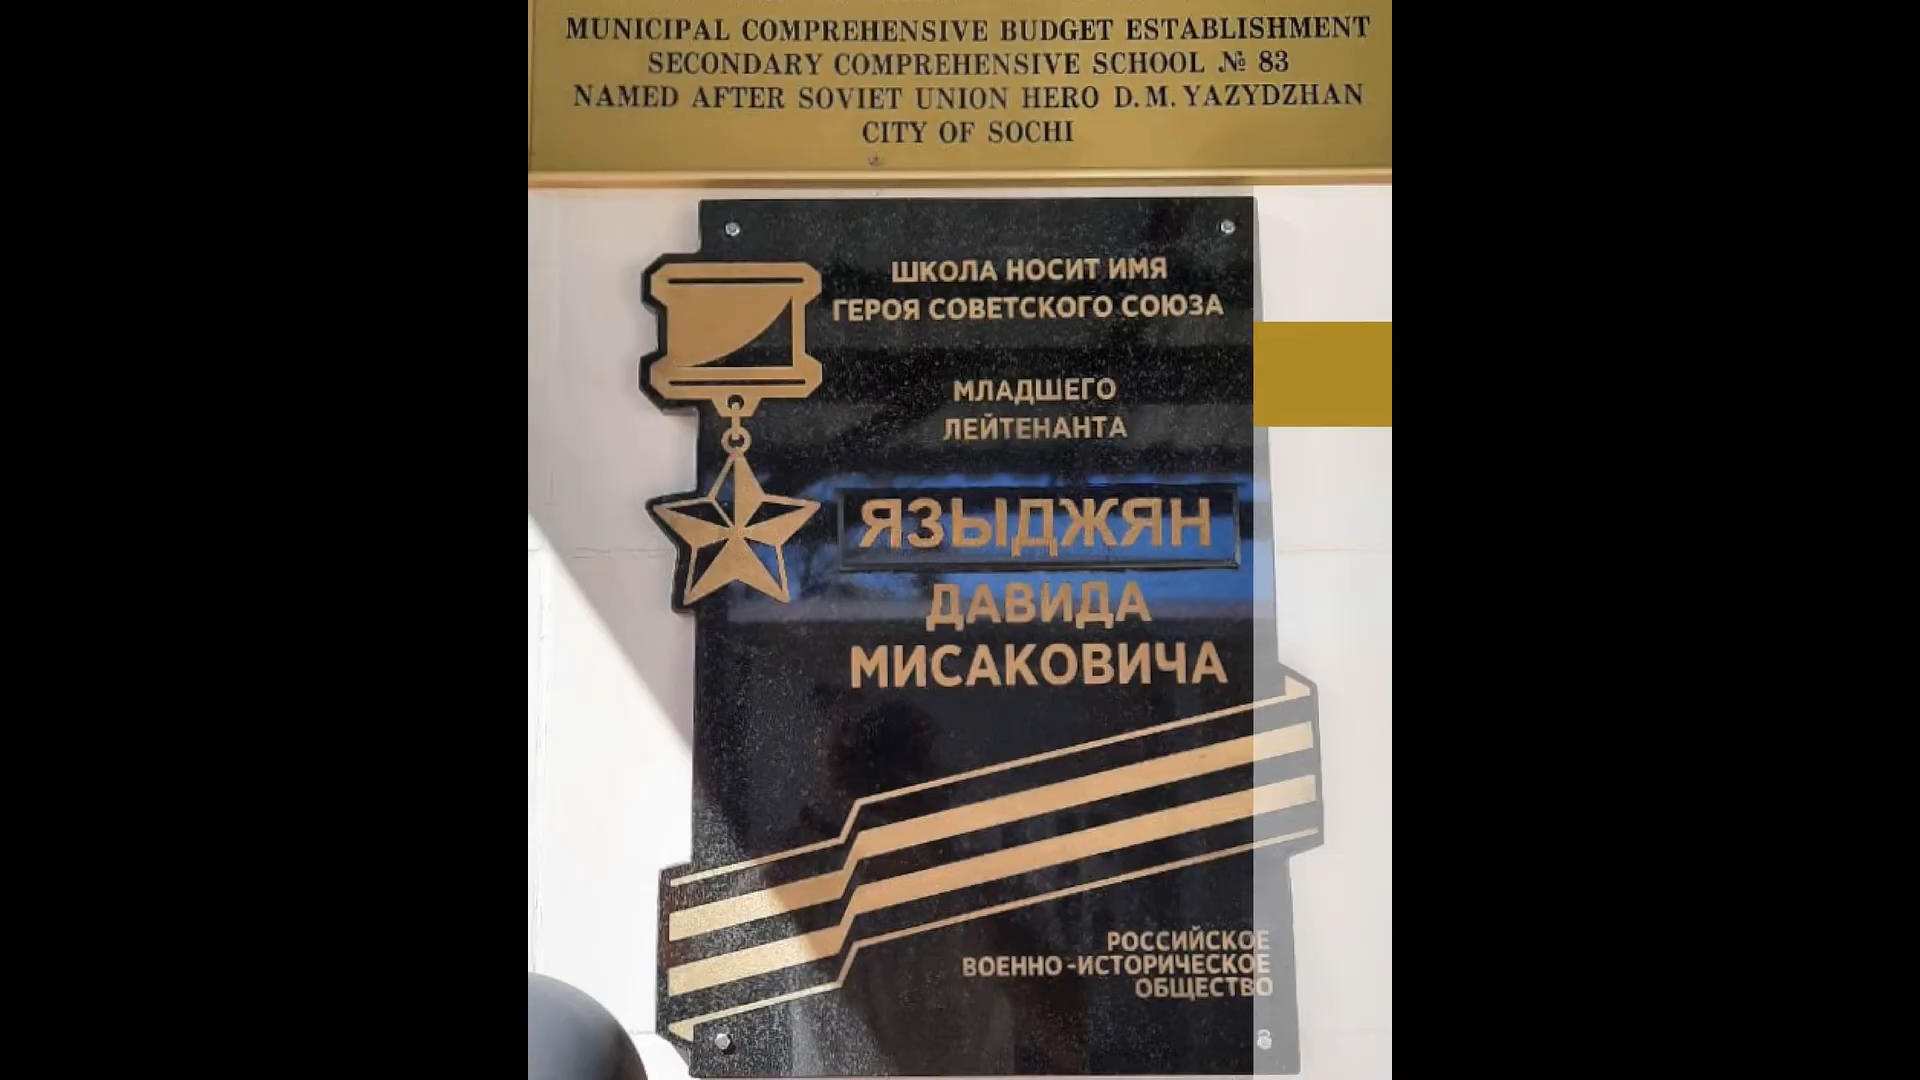 MUNICIPAL COMPREHENSIVE BUDGET ESTABLISHMENT
SECONDARY COMPREHENSIVE SCHOOL № 83
NAMED AFTER SOVIET UNION HERO D.M. YAZYDZHAN
CITY OF SOCHI
ШКОЛА НОСИТ ИМЯ
ГЕРОЯ СОВЕТСКОГО СОЮЗА
МЛАДШЕГО
ЛЕЙТЕНАНТА
ЯЗЫДЖЯН
ДАВИДА
МИСАКОВИЧА
РОССИЙСКОЕ
ВОЕННО-ИСТОРИЧЕСКОЕ
ОБЩЕСТВО